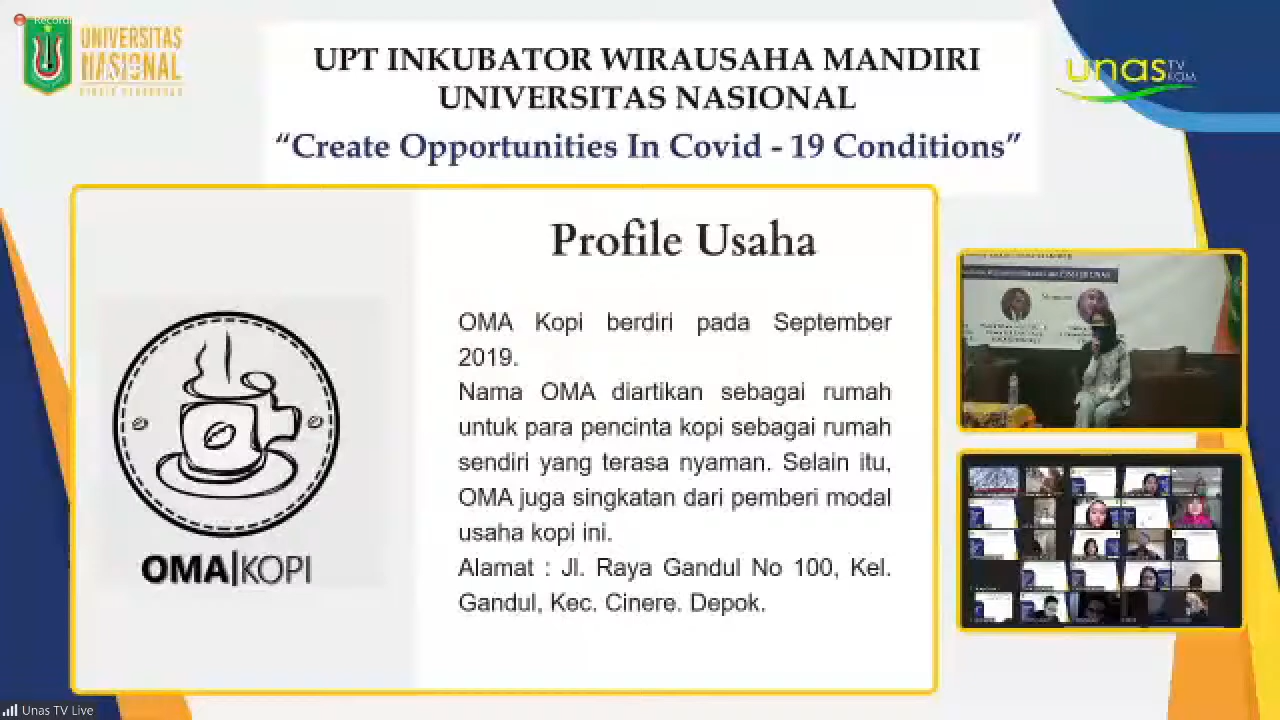 Recordi
UNIVERSITAS
NASIONAL
UPT INKUBATOR WIRAUSAHA MANDIRI
UNIVERSITAS NASIONAL
“Create Opportunities In Covid - 19 Conditions”
unas TV
KOM
Profile Usaha
OMA Kopi berdiri pada September
2019.
Nama OMA diartikan sebagai rumah
untuk para pencinta kopi sebagai rumah
sendiri yang terasa nyaman. Selain itu,
OMA juga singkatan dari pemberi modal
usaha kopi ini.
Alamat : Jl. Raya Gandul No 100, Kel.
Gandul, Kec. Cinere. Depok.
OMA|KOPI
Unas TV Live